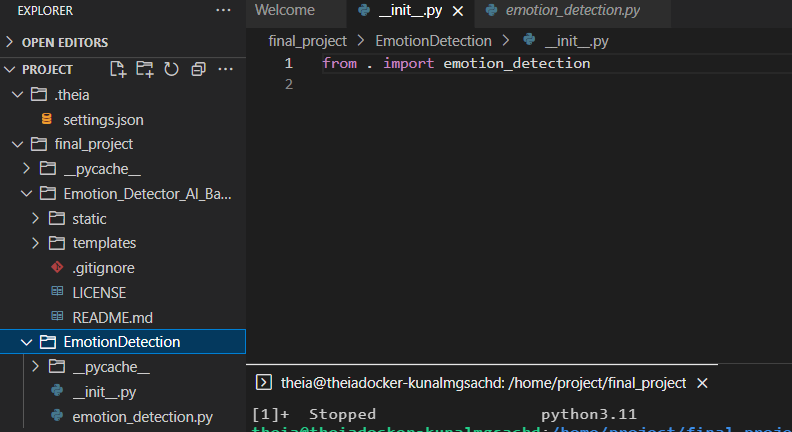 EXPLORER
OPEN EDITORS
PROJECT
.theia
settings.json
final_project
__pycache__
Emotion_Detector_AI_Ba...
static
templates
.gitignore
LICENSE
README.md
EmotionDetection
__pycache__
__init__.py
emotion_detection.py
Welcome __init__.py emotion_detection.py
final_project > EmotionDetection > __init__.py
1 from . import emotion_detection
2
theia@theiadocker-kunalmgsachd: /home/project/final_project
[1]+ Stopped python3.11
theia@theiadocker-kunalmgsachd:/home/project/final_proje